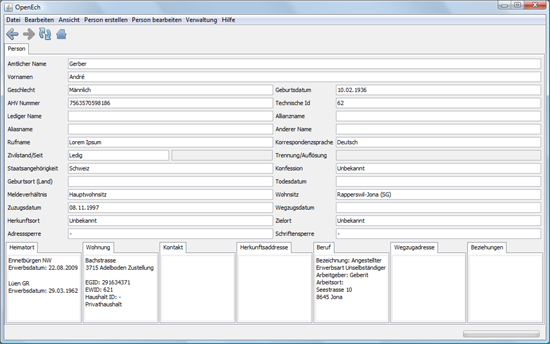 OpenEch
Datei Bearbeiten Ansicht Person erstellen Person bearbeiten Verwaltung Hilfe
Person
Amtlicher Name Gerber
Vornamen André
Geschlecht Männlich Geburtsdatum 10.02.1936
AHV Nummer 7563570598186 Technische Id 62
Lediger Name Allianzname
Aliasname Anderer Name
Rufname Lorem Ipsum Korrespondenzsprache Deutsch
Zivilstand/Seit Ledig Trennung/Auflösung
Staatsangehörigkeit Schweiz Konfession Unbekannt
Geburtsort (Land) Todesdatum
Meldeverhältnis Hauptwohnsitz Wohnsitz Rapperswil-Jona (SG)
Zuzugsdatum 08.11.1997 Wegzugsdatum
Herkunftsort Unbekannt Zielort Unbekannt
Adresssperre - Schriftensperre -
Heimatort Wohnung Kontakt Herkunftsaddresse Beruf Wegzugadresse Beziehungen
Ennetbürgen NW
Erwerbsdatum: 22.08.2009
Lüen GR
Erwerbsdatum: 29.03.1962
Bachstrasse
3715 Adelboden Zustellung
EGID: 291634371
EWID: 621
Haushalt ID: -
Privathaushalt
Bezeichnung: Angestellter
Erwerbsart Unselbständiger
Arbeitgeber: Geberit
Arbeitsort:
Seestrasse 10
8645 Jona